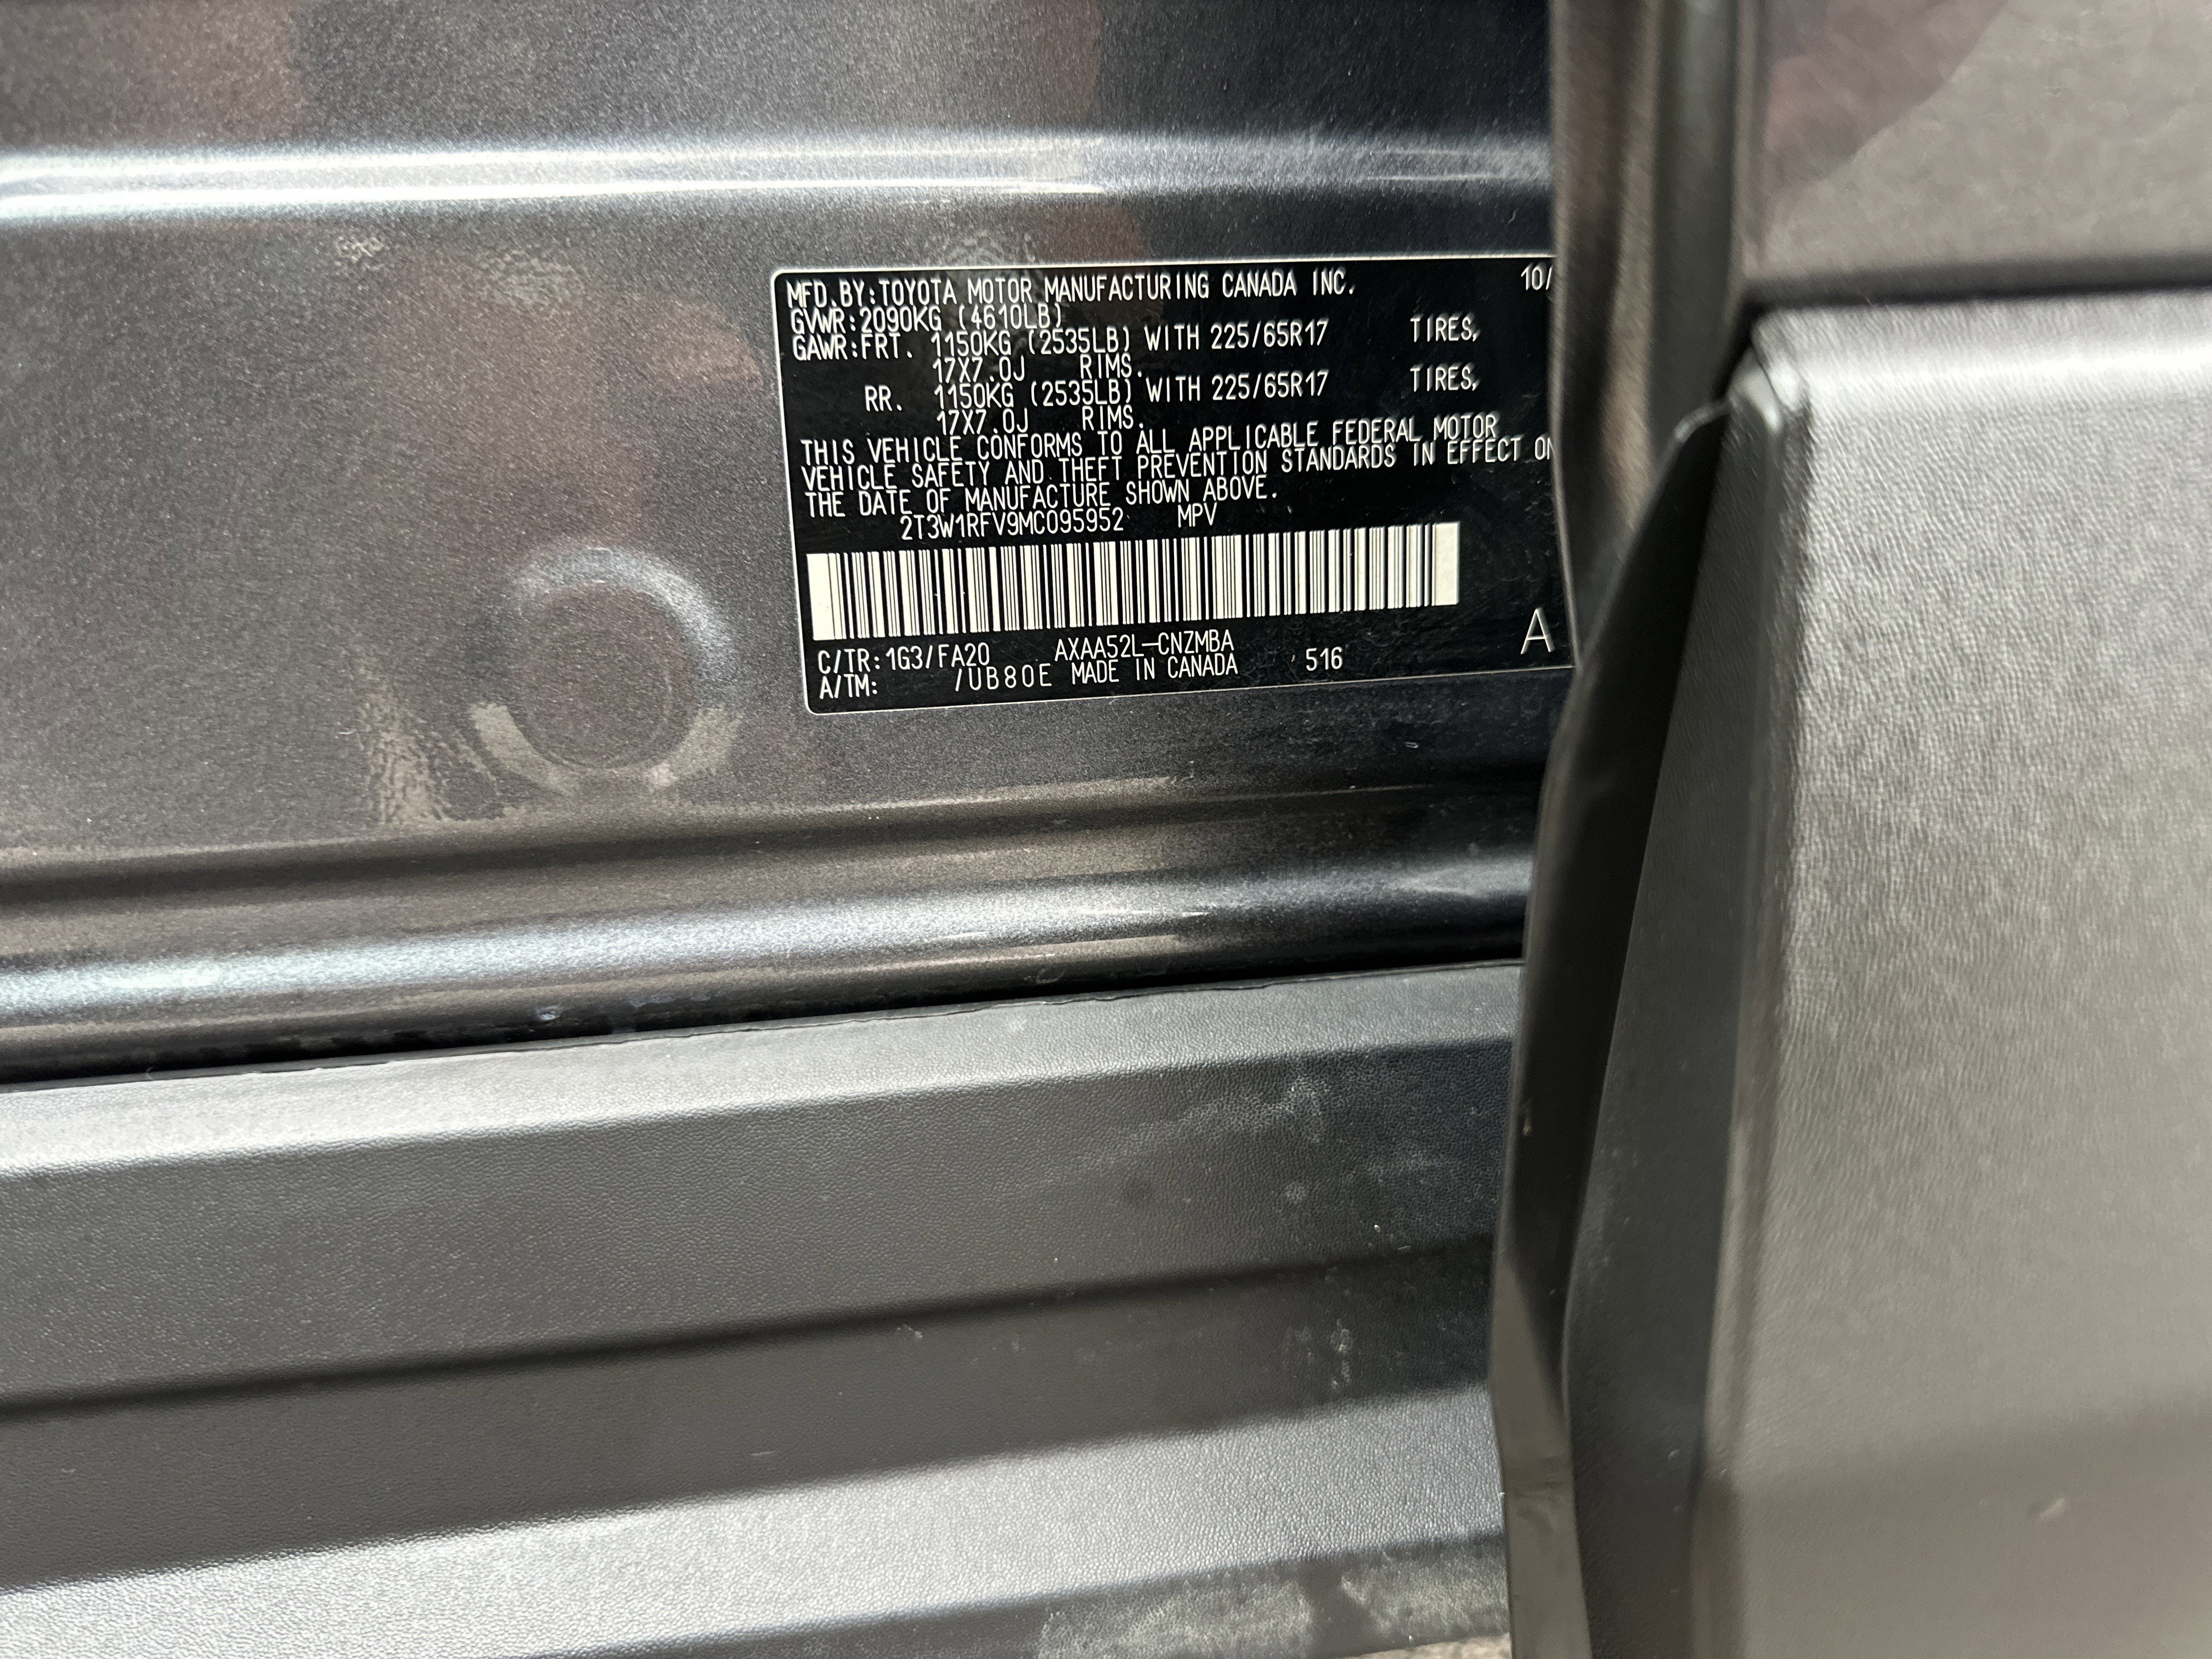 MFD.BY:TOYOTA MOTOR MANUFACTURING CANADA INC. 10/
GVWR:2090KG (4610LB)
GAWR:FRT. 1150KG (2535LB) WITH 225/65R17 TIRES,
17X7.0J RIMS.
RR. 1150KG (2535LB) WITH 225/65R17 TIRES,
17X7.0J RIMS.
THIS VEHICLE CONFORMS TO ALL APPLICABLE FEDERAL MOTOR
VEHICLE SAFETY AND THEFT PREVENTION STANDARDS IN EFFECT ON
THE DATE OF MANUFACTURE SHOWN ABOVE.
2T3W1RFV9MC095952 MPV
A
C/TR:1G3/FA20 AXAA52L-CNZMBA
A/TM: /UB80E MADE IN CANADA 516